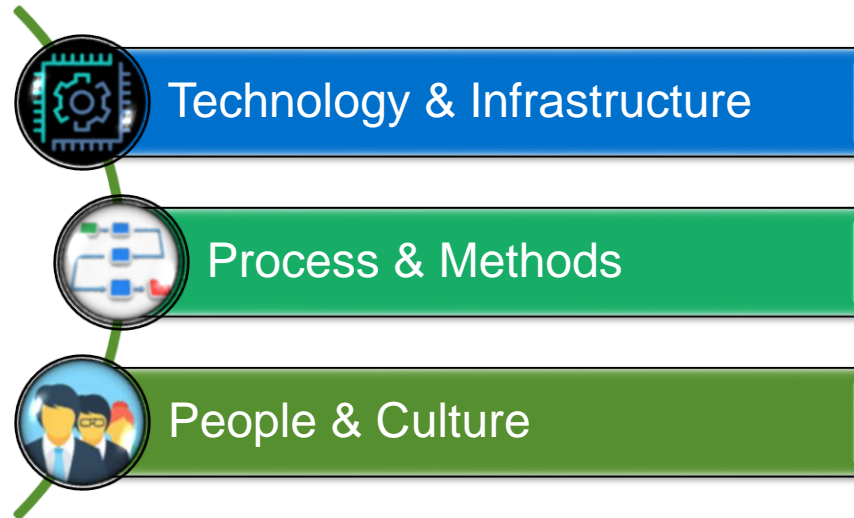 Technology & Infrastructure
Process & Methods
People & Culture